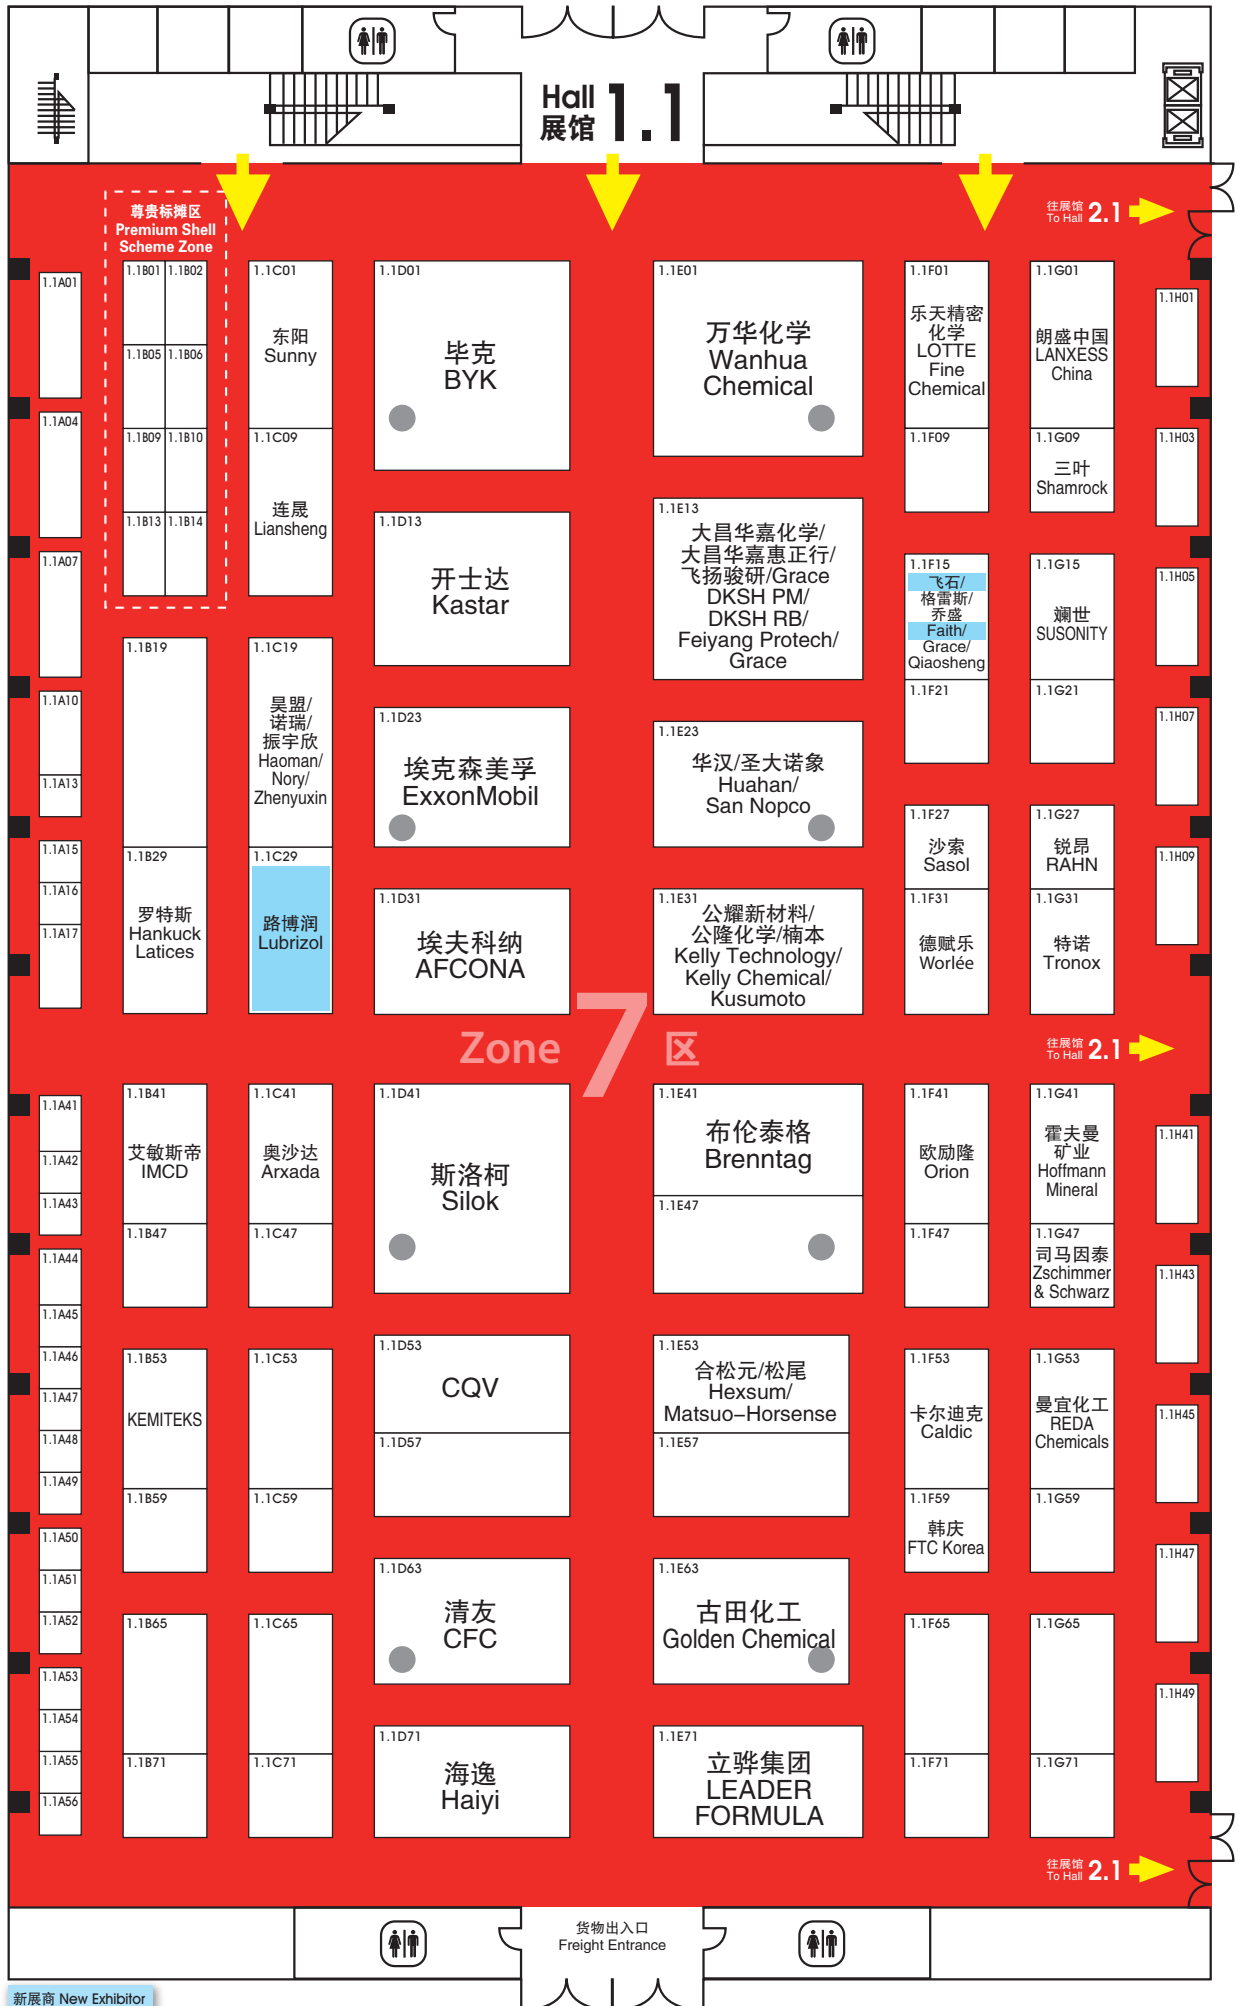 Hall
展馆
1.1
往展馆
To Hall
2.1
尊贵标摊区
Premium Shell
Scheme Zone
1.1A01
1.1A04
1.1A07
1.1A10
1.1A13
1.1A15
1.1A16
1.1A17
1.1A41
1.1A42
1.1A43
1.1A44
1.1A45
1.1A46
1.1A47
1.1A48
1.1A49
1.1A50
1.1A51
1.1A52
1.1A53
1.1A54
1.1A55
1.1A56
1.1B01
1.1B02
1.1B05
1.1B06
1.1B09
1.1B10
1.1B13
1.1B14
1.1B19
1.1B29
罗特斯
Hankuck
Latices
1.1B41
艾敏斯帝
IMCD
1.1B47
1.1B53
KEMITEKS
1.1B59
1.1B65
1.1B71
1.1C01
东阳
Sunny
1.1C09
连晟
Liansheng
1.1C19
昊盟/
诺瑞/
振宇欣
Haoman/
Nory/
Zhenyuxin
1.1C29
路博润
Lubrizol
1.1C41
奥沙达
Arxada
1.1C47
1.1C53
1.1C59
1.1C65
1.1C71
1.1D01
毕克
BYK
1.1D13
开士达
Kastar
1.1D23
埃克森美孚
ExxonMobil
1.1D31
埃夫科纳
AFCONA
Zone 7 区
1.1D41
斯洛柯
Silok
1.1D53
CQV
1.1D57
1.1D63
清友
CFC
1.1D71
海逸
Haiyi
1.1E01
万华化学
Wanhua
Chemical
1.1E13
大昌华嘉化学/
大昌华嘉惠正行/
飞扬骏研/Grace
DKSH PM/
DKSH RB/
Feiyang Protech/
Grace
1.1E23
华汉/圣大诺象
Huahan/
San Nopco
1.1E31
公耀新材料/
公隆化学/楠本
Kelly Technology/
Kelly Chemical/
Kusumoto
1.1E41
布伦泰格
Brenntag
1.1E47
1.1E53
合松元/松尾
Hexsum/
Matsuo-Horsense
1.1E57
1.1E63
古田化工
Golden Chemical
1.1E71
立骅集团
LEADER
FORMULA
1.1F01
乐天精密
化学
LOTTE
Fine
Chemical
1.1F09
1.1F15
飞石/
格雷斯/
乔盛
Faith/
Grace/
Qiaosheng
1.1F21
1.1F27
沙索
Sasol
1.1F31
德赋乐
Worlée
1.1F41
欧励隆
Orion
1.1F47
1.1F53
卡尔迪克
Caldic
1.1F59
韩庆
FTC Korea
1.1F65
1.1F71
1.1G01
朗盛中国
LANXESS
China
1.1G09
三叶
Shamrock
1.1G15
斓世
SUSONITY
1.1G21
1.1G27
锐昂
RAHN
1.1G31
特诺
Tronox
往展馆
To Hall
2.1
1.1G41
霍夫曼
矿业
Hoffmann
Mineral
1.1G47
司马因泰
Zschimmer
& Schwarz
1.1G53
曼宜化工
REDA
Chemicals
1.1G59
1.1G65
1.1G71
1.1H01
1.1H03
1.1H05
1.1H07
1.1H09
1.1H41
1.1H43
1.1H45
1.1H47
1.1H49
往展馆
To Hall
2.1
货物出入口
Freight Entrance
新展商 New Exhibitor